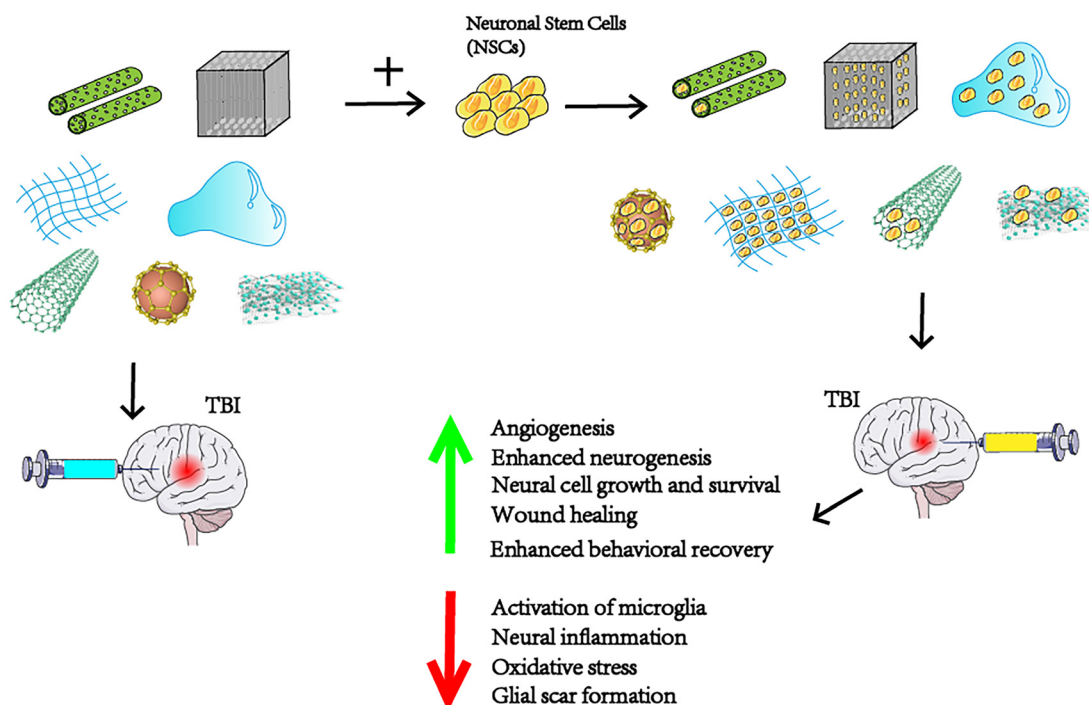 Neuronal Stem Cells
(NSCs)
+
TBI
TBI
Angiogenesis
Enhanced neurogenesis
Neural cell growth and survival
Wound healing
Enhanced behavioral recovery
Activation of microglia
Neural inflammation
Oxidative stress
Glial scar formation